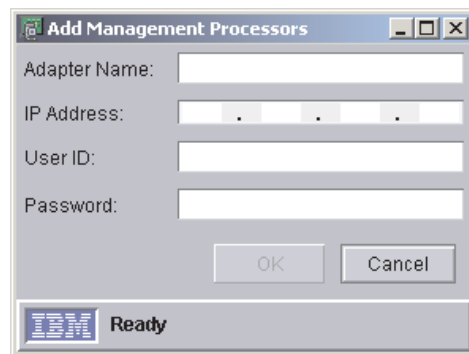 Add Management Processors
Adapter Name:
IP Address: . . .
User ID:
Password:
OK Cancel
IBM Ready